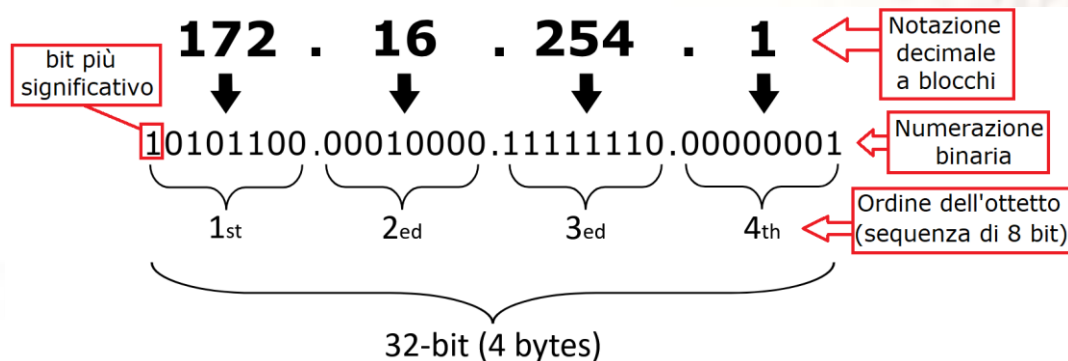 172 . 16 . 254 . 1
bit più
significativo
Notazione
decimale
a blocchi
10101100.00010000.11111110.00000001
Numerazione
binaria
1st 2ed 3ed 4th
Ordine dell'ottetto
(sequenza di 8 bit)
32-bit (4 bytes)